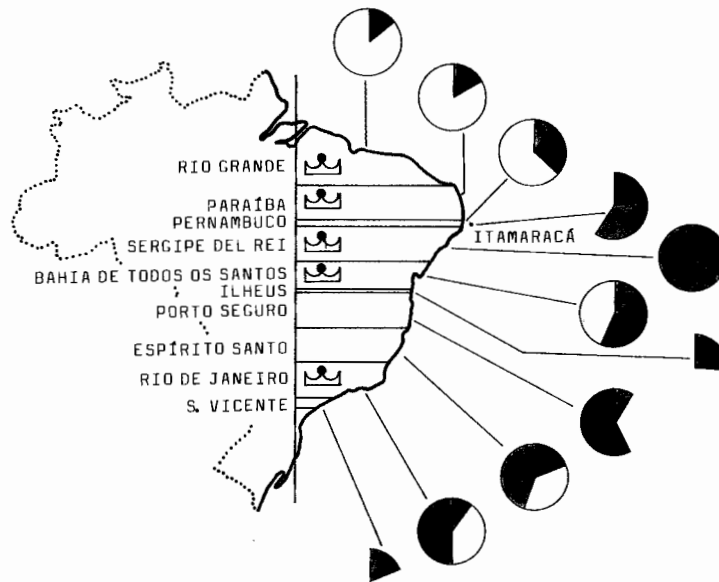 RIO GRANDE
PARAÍBA
PERNAMBUCO
ITAMARACÁ
SERGIPE DEL REI
BAHIA DE TODOS OS SANTOS
ILHEUS
PORTO SEGURO
ESPÍRITO SANTO
RIO DE JANEIRO
S. VICENTE